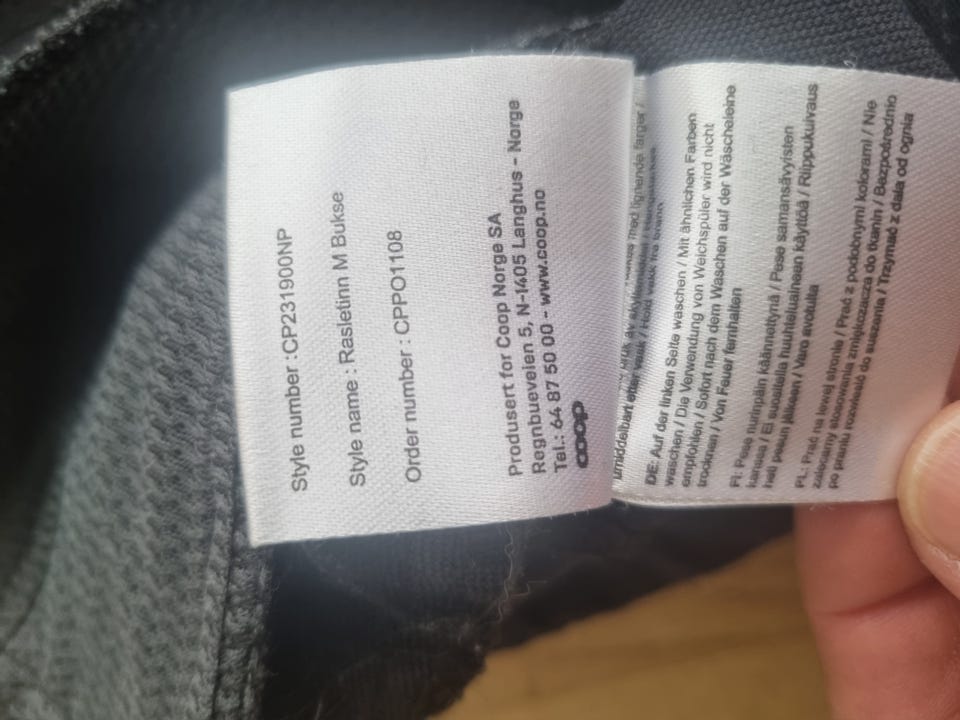 Style number :CP231900NP
Style name : Rasletinn M Bukse
Order number : CPPO1108
Produsert for Coop Norge SA
Regnbueveien 5, N-1405 Langhus - Norge
Tel.: 64 87 50 00 - www.coop.no
coop
med lignende farger /
umiddelbart etter vask / Hold vekk fra brann
DE: Auf der linken Seite waschen / Mit ähnlichen Farben
waschen / Die Verwendung von Weichspüler wird nicht
empfohlen / Sofort nach dem Waschen auf der Wäscheleine
trocknen / Von Feuer fernhalten
FI: Pese nurinpäin käännettynä / Pese samansävyisten
kanssa / Ei suositella huuhteluaineen käyttöä / Riippukuivaus
heti pesun jälkeen / Varo avotulta
PL: Prać na lewej stronie / Prać z podobnymi kolorami / Nie
zalecamy stosowania zmiękczacza do tkanin / Bezpośrednio
po praniu rozwiesić do suszenia / Trzymać z dala od ognia